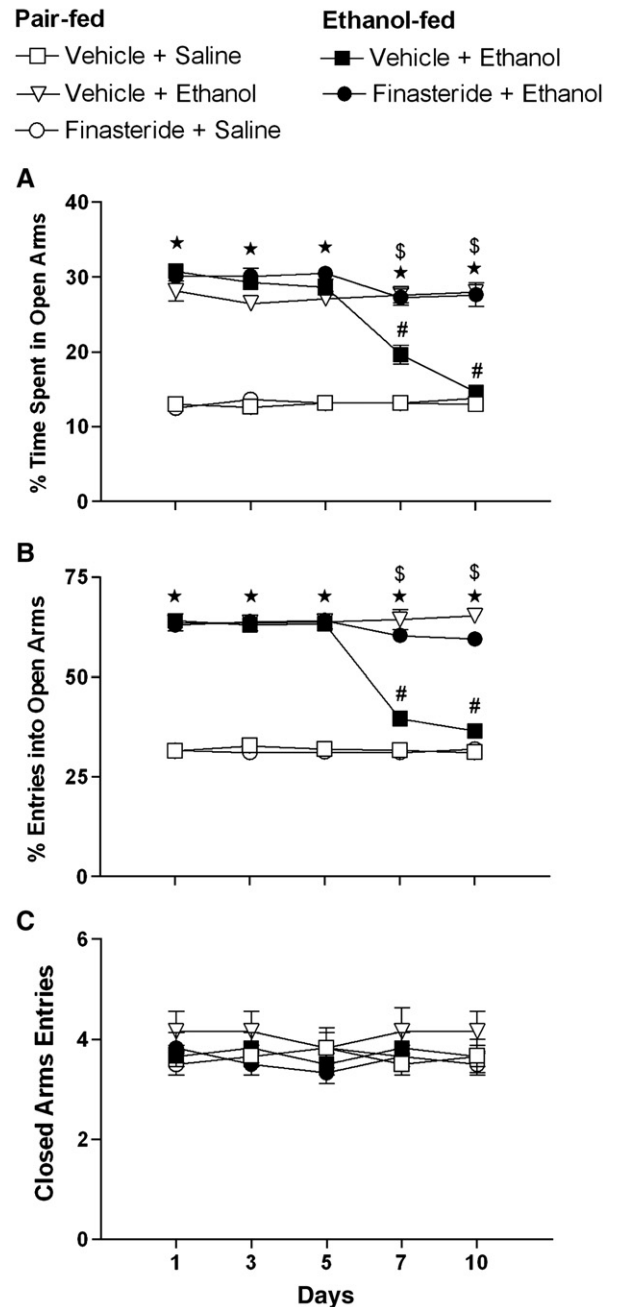 Pair-fed Ethanol-fed
Vehicle + Saline Vehicle + Ethanol
Vehicle + Ethanol Finasteride + Ethanol
Finasteride + Saline
A
% Time Spent in Open Arms
40
★ ★ ★ $ $
★ ★
30
#
20
#
10
0
B
% Entries into Open Arms
75
$ $
★ ★ ★ ★ ★
50
# #
25
0
C
Closed Arms Entries
6
4
2
0
1 3 5 7 10
Days